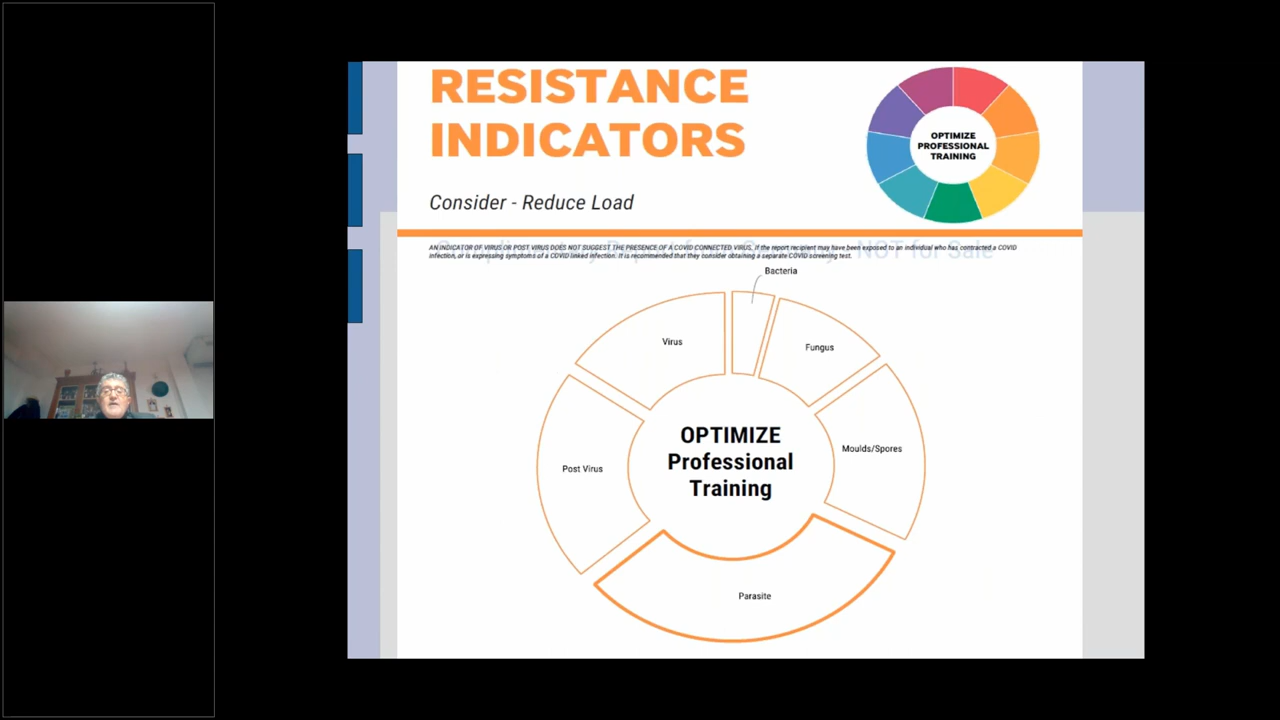 RESISTANCE
INDICATORS
OPTIMIZE
PROFESSIONAL
TRAINING
Consider - Reduce Load
AN INDICATOR OF VIRUS OR POST VIRUS DOES NOT SUGGEST THE PRESENCE OF A COVID CONNECTED VIRUS, If the report recipient may have been exposed to an individual who has contracted a COVID
infection, or is expressing symptoms of a COVID linked infection. It is recommended that they consider obtaining a separate COVID screening test.
NOT for Sale
Bacteria
Virus
Fungus
Moulds/Spores
Post Virus
OPTIMIZE
Professional
Training
Parasite